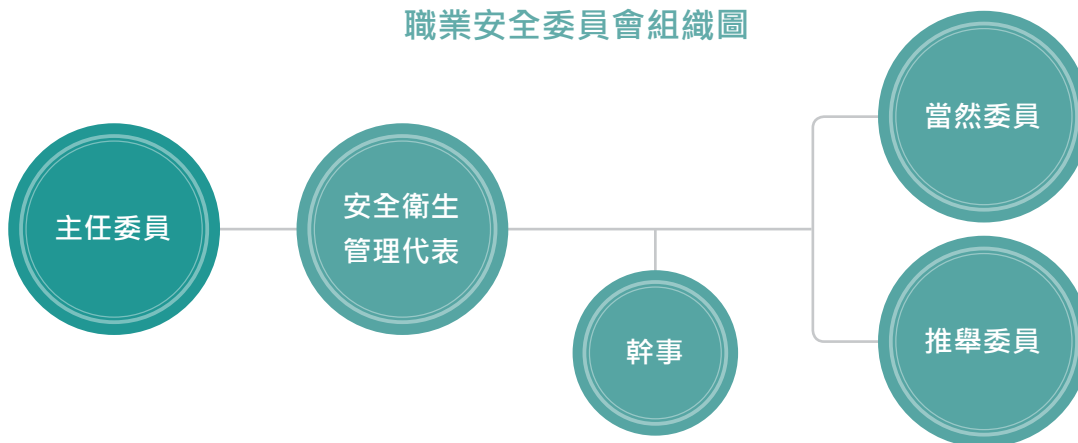 職業安全委員會組織圖
主任委員
安全衛生
管理代表
幹事
當然委員
推舉委員